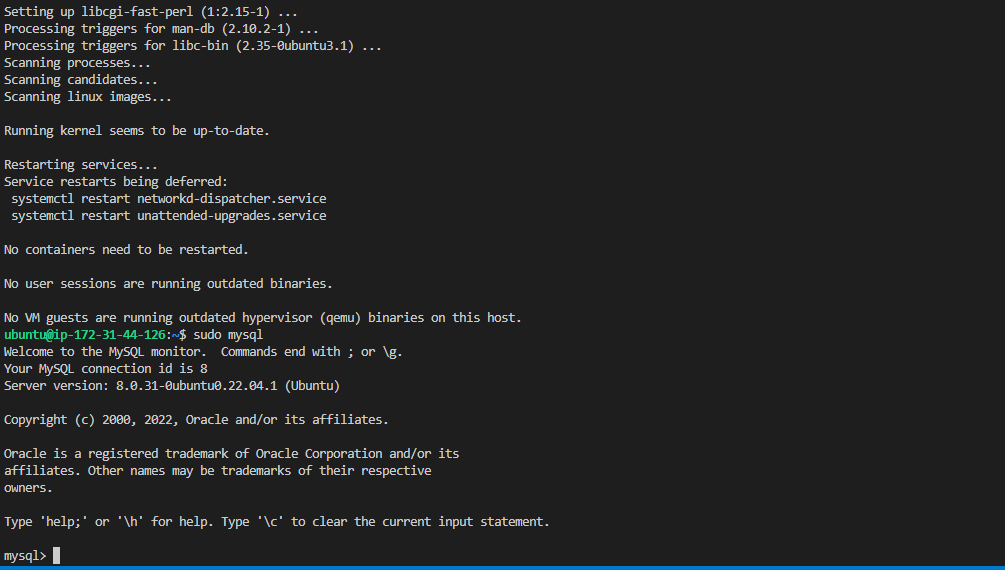 Setting up libcgi-fast-perl (1:2.15-1) ...
Processing triggers for man-db (2.10.2-1) ...
Processing triggers for libc-bin (2.35-0ubuntu3.1) ...
Scanning processes...
Scanning candidates...
Scanning linux images...
Running kernel seems to be up-to-date.
Restarting services...
Service restarts being deferred:
 systemctl restart networkd-dispatcher.service
 systemctl restart unattended-upgrades.service
No containers need to be restarted.
No user sessions are running outdated binaries.
No VM guests are running outdated hypervisor (qemu) binaries on this host.
ubuntu@ip-172-31-44-126:~$ sudo mysql
Welcome to the MySQL monitor.  Commands end with ; or \g.
Your MySQL connection id is 8
Server version: 8.0.31-0ubuntu0.22.04.1 (Ubuntu)
Copyright (c) 2000, 2022, Oracle and/or its affiliates.
Oracle is a registered trademark of Oracle Corporation and/or its
affiliates. Other names may be trademarks of their respective
owners.
Type 'help;' or '\h' for help. Type '\c' to clear the current input statement.
mysql>